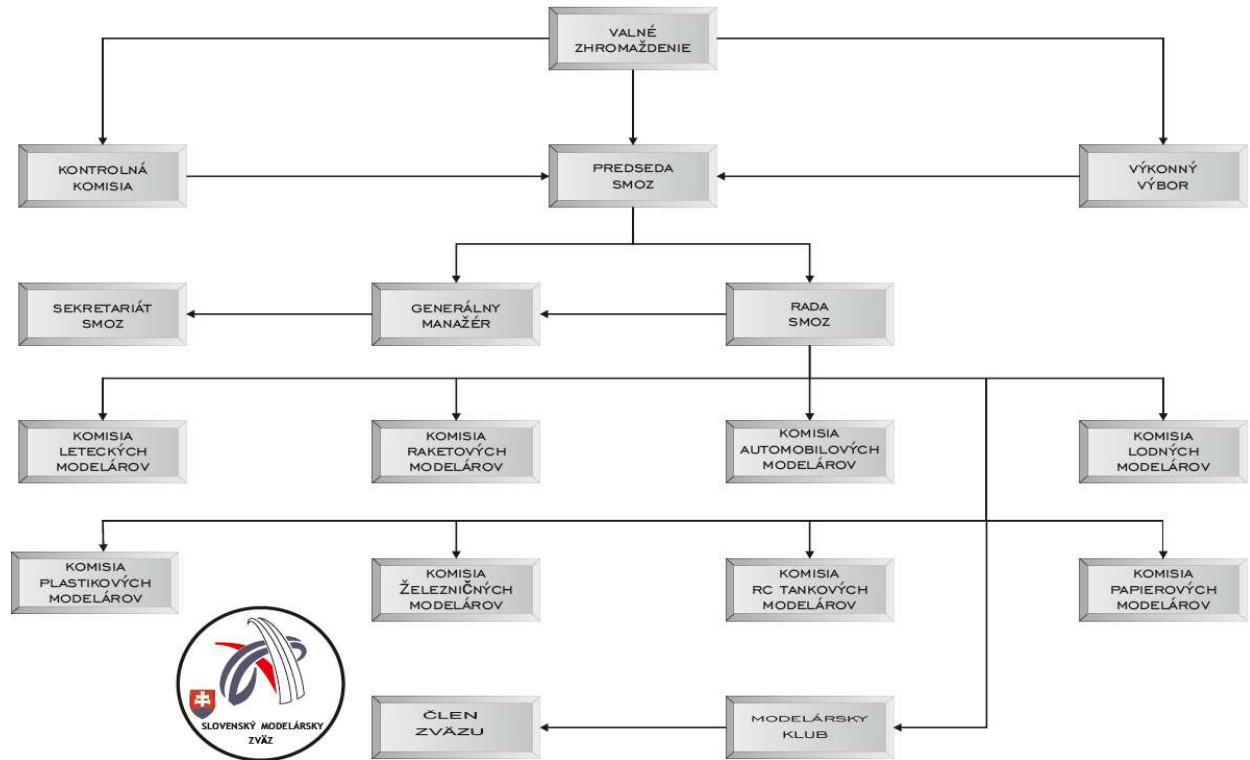 VALNÉ
ZHROMAŽDENIE
KONTROLNÁ
KOMISIA
PREDSEDA
SMOZ
VÝKONNÝ
VÝBOR
SEKRETARIÁT
SMOZ
GENERÁLNY
MANAŽÉR
RADA
SMOZ
KOMISIA
LETECKÝCH
MODELÁROV
KOMISIA
RAKETOVÝCH
MODELÁROV
KOMISIA
AUTOMOBILOVÝCH
MODELÁROV
KOMISIA
LODNÝCH
MODELÁROV
KOMISIA
PLASTIKOVÝCH
MODELÁROV
KOMISIA
ŽELEZNIČNÝCH
MODELÁROV
KOMISIA
RC TANKOVÝCH
MODELÁROV
KOMISIA
PAPIEROVÝCH
MODELÁROV
SLOVENSKÝ MODELÁRSKY
ZVÄZ
ČLEN
ZVÄZU
MODELÁRSKY
KLUB